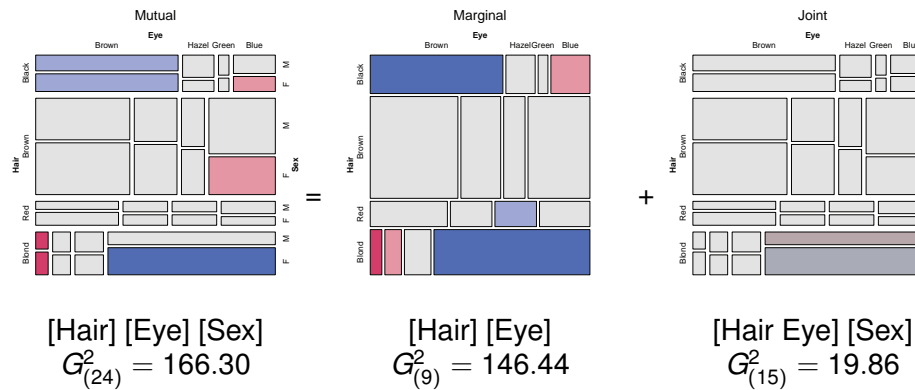 Mutual
Eye
Brown Hazel Green Blue
Black
Brown
Red
Blond
Hair
M
F
M
F
M
F
M
F
Sex
=
Marginal
Eye
Brown HazelGreen Blue
Black
Brown
Red
Blond
Hair
+
Joint
Eye
Brown Hazel Green Blu
Black
Brown
Red
Blond
Hair
[Hair] [Eye] [Sex]
G²₍₂₄₎ = 166.30
[Hair] [Eye]
G²₍₉₎ = 146.44
[Hair Eye] [Sex]
G²₍₁₅₎ = 19.86